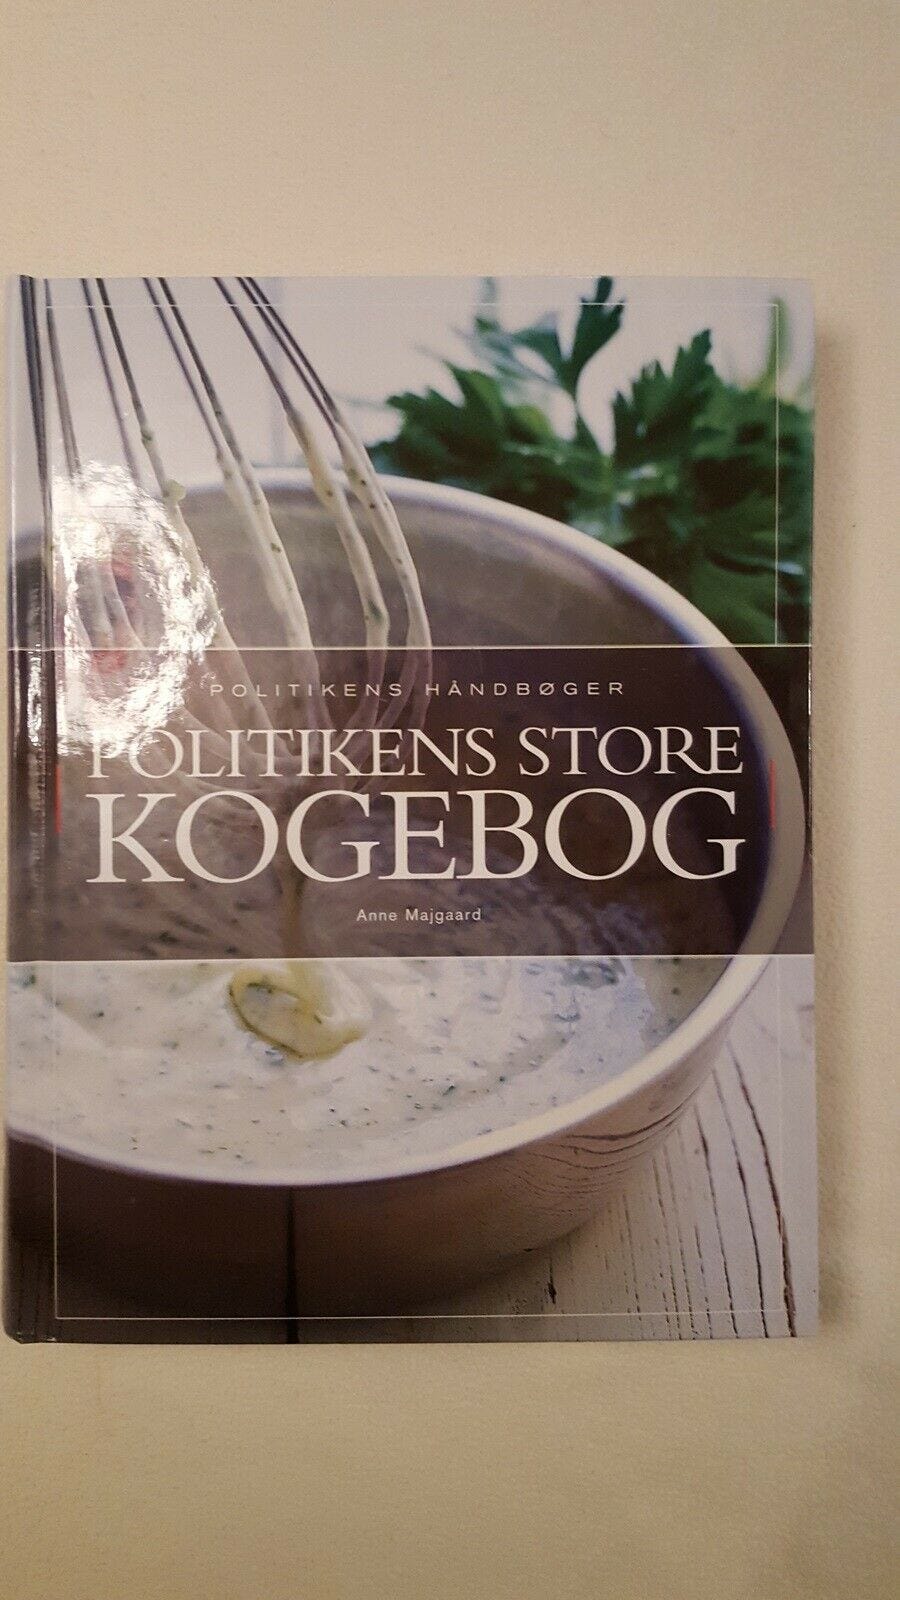 POLITIKENS HÅNDBØGER
POLITIKENS STORE
KOGEBOG
Anne Majgaard